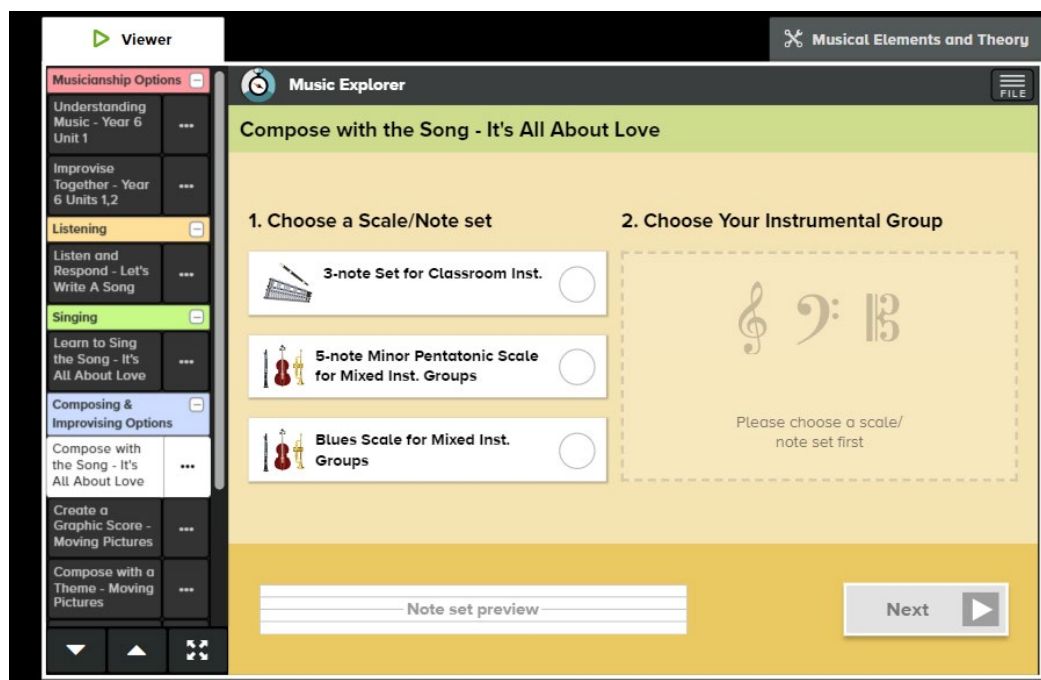 Viewer
Musical Elements and Theory
Musicianship Options
Understanding
Music - Year 6
Unit 1
Improvise
Together - Year
6 Units 1,2
Listening
Listen and
Respond - Let's
Write A Song
Singing
Learn to Sing
the Song - It's
All About Love
Composing &
Improvising Options
Compose with
the Song - It's
All About Love
Create a
Graphic Score -
Moving Pictures
Compose with a
Theme - Moving
Pictures
Music Explorer
FILE
Compose with the Song - It's All About Love
1. Choose a Scale/Note set
3-note Set for Classroom Inst.
5-note Minor Pentatonic Scale
for Mixed Inst. Groups
Blues Scale for Mixed Inst.
Groups
2. Choose Your Instrumental Group
Please choose a scale/
note set first
Note set preview
Next